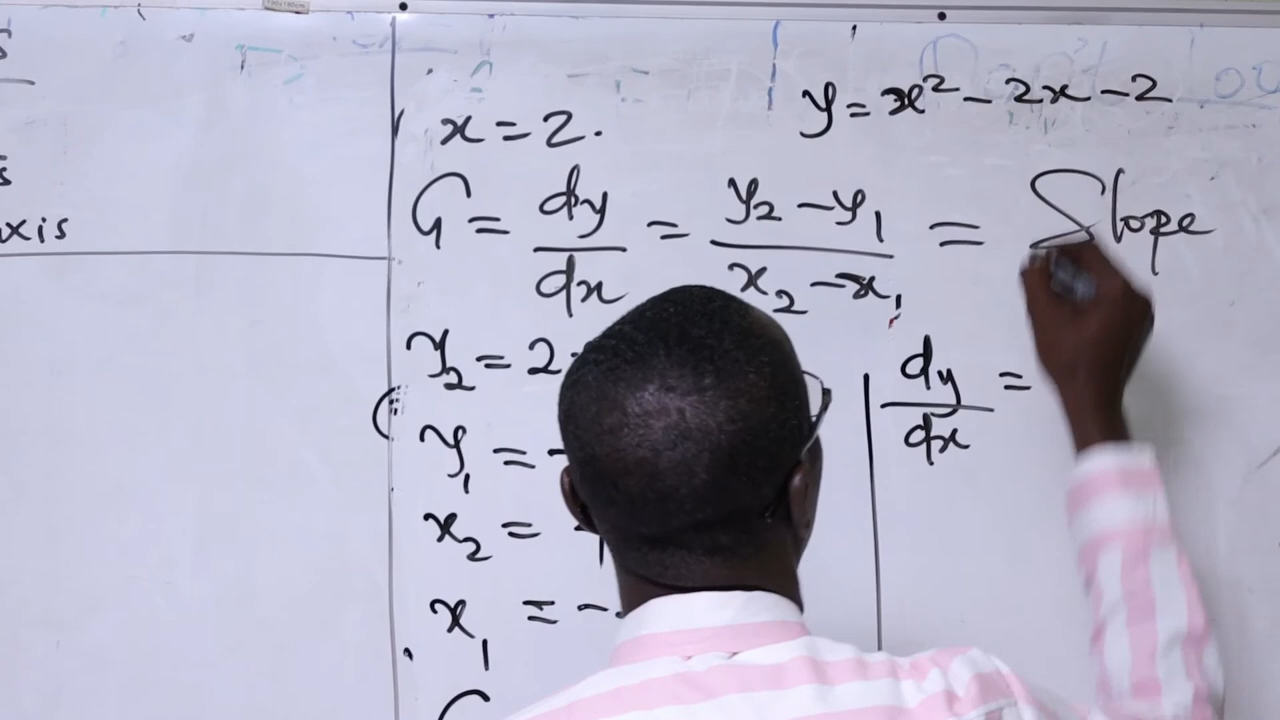 xis
y = x² - 2x - 2
x = 2.
G = dy/dx = y₂ - y₁ / x₂ - x₁ = Slope
y₂ = 2
dy/dx =
y₁ = -
x₂ =
x₁ = -